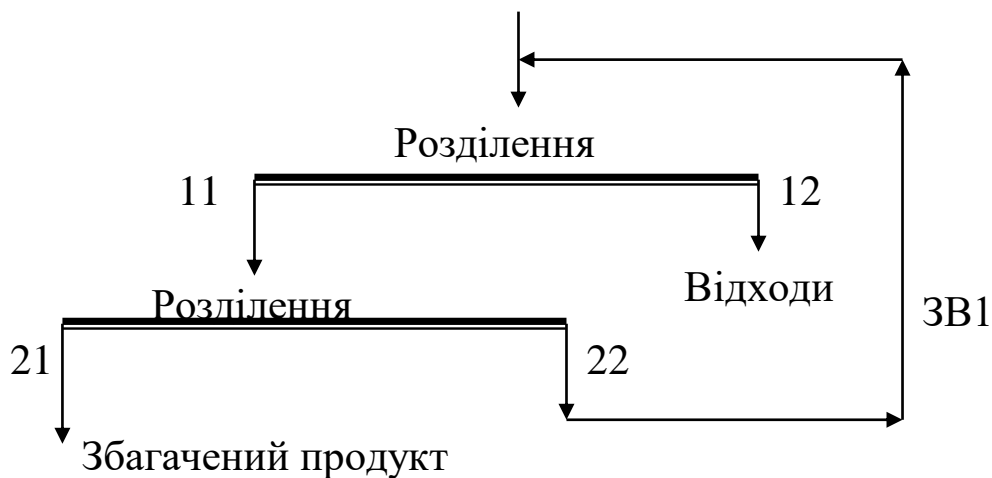 Розділення
11
12
Відходи
Розділення
ЗВ1
21
22
Збагачений продукт